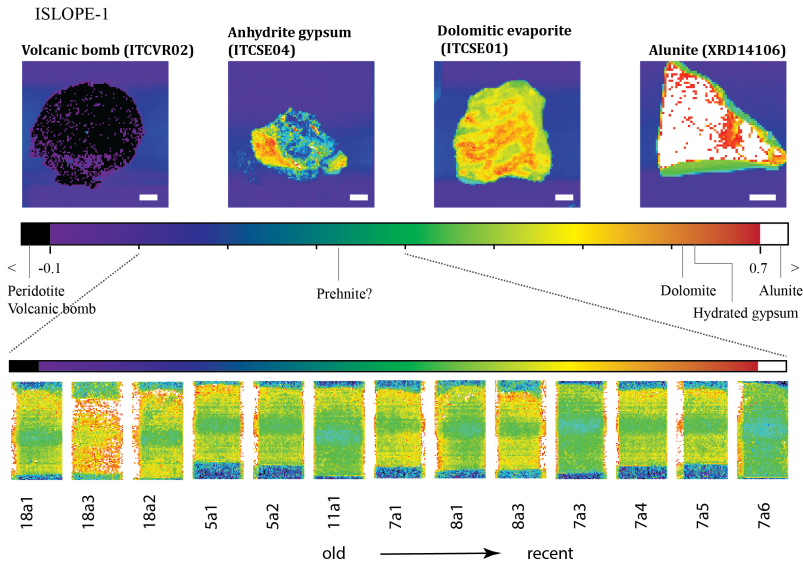 ISLOPE-1
Volcanic bomb (ITCVR02)
Anhydrite gypsum
(ITCSE04)
Dolomitic evaporite
(ITCSE01)
Alunite (XRD14106)
< -0.1 0.7 >
Peridotite
Volcanic bomb
Prehnite?
Dolomite
Hydrated gypsum
Alunite
18a1 18a3 18a2 5a1 5a2 11a1 7a1 8a1 8a3 7a3 7a4 7a5 7a6
old recent